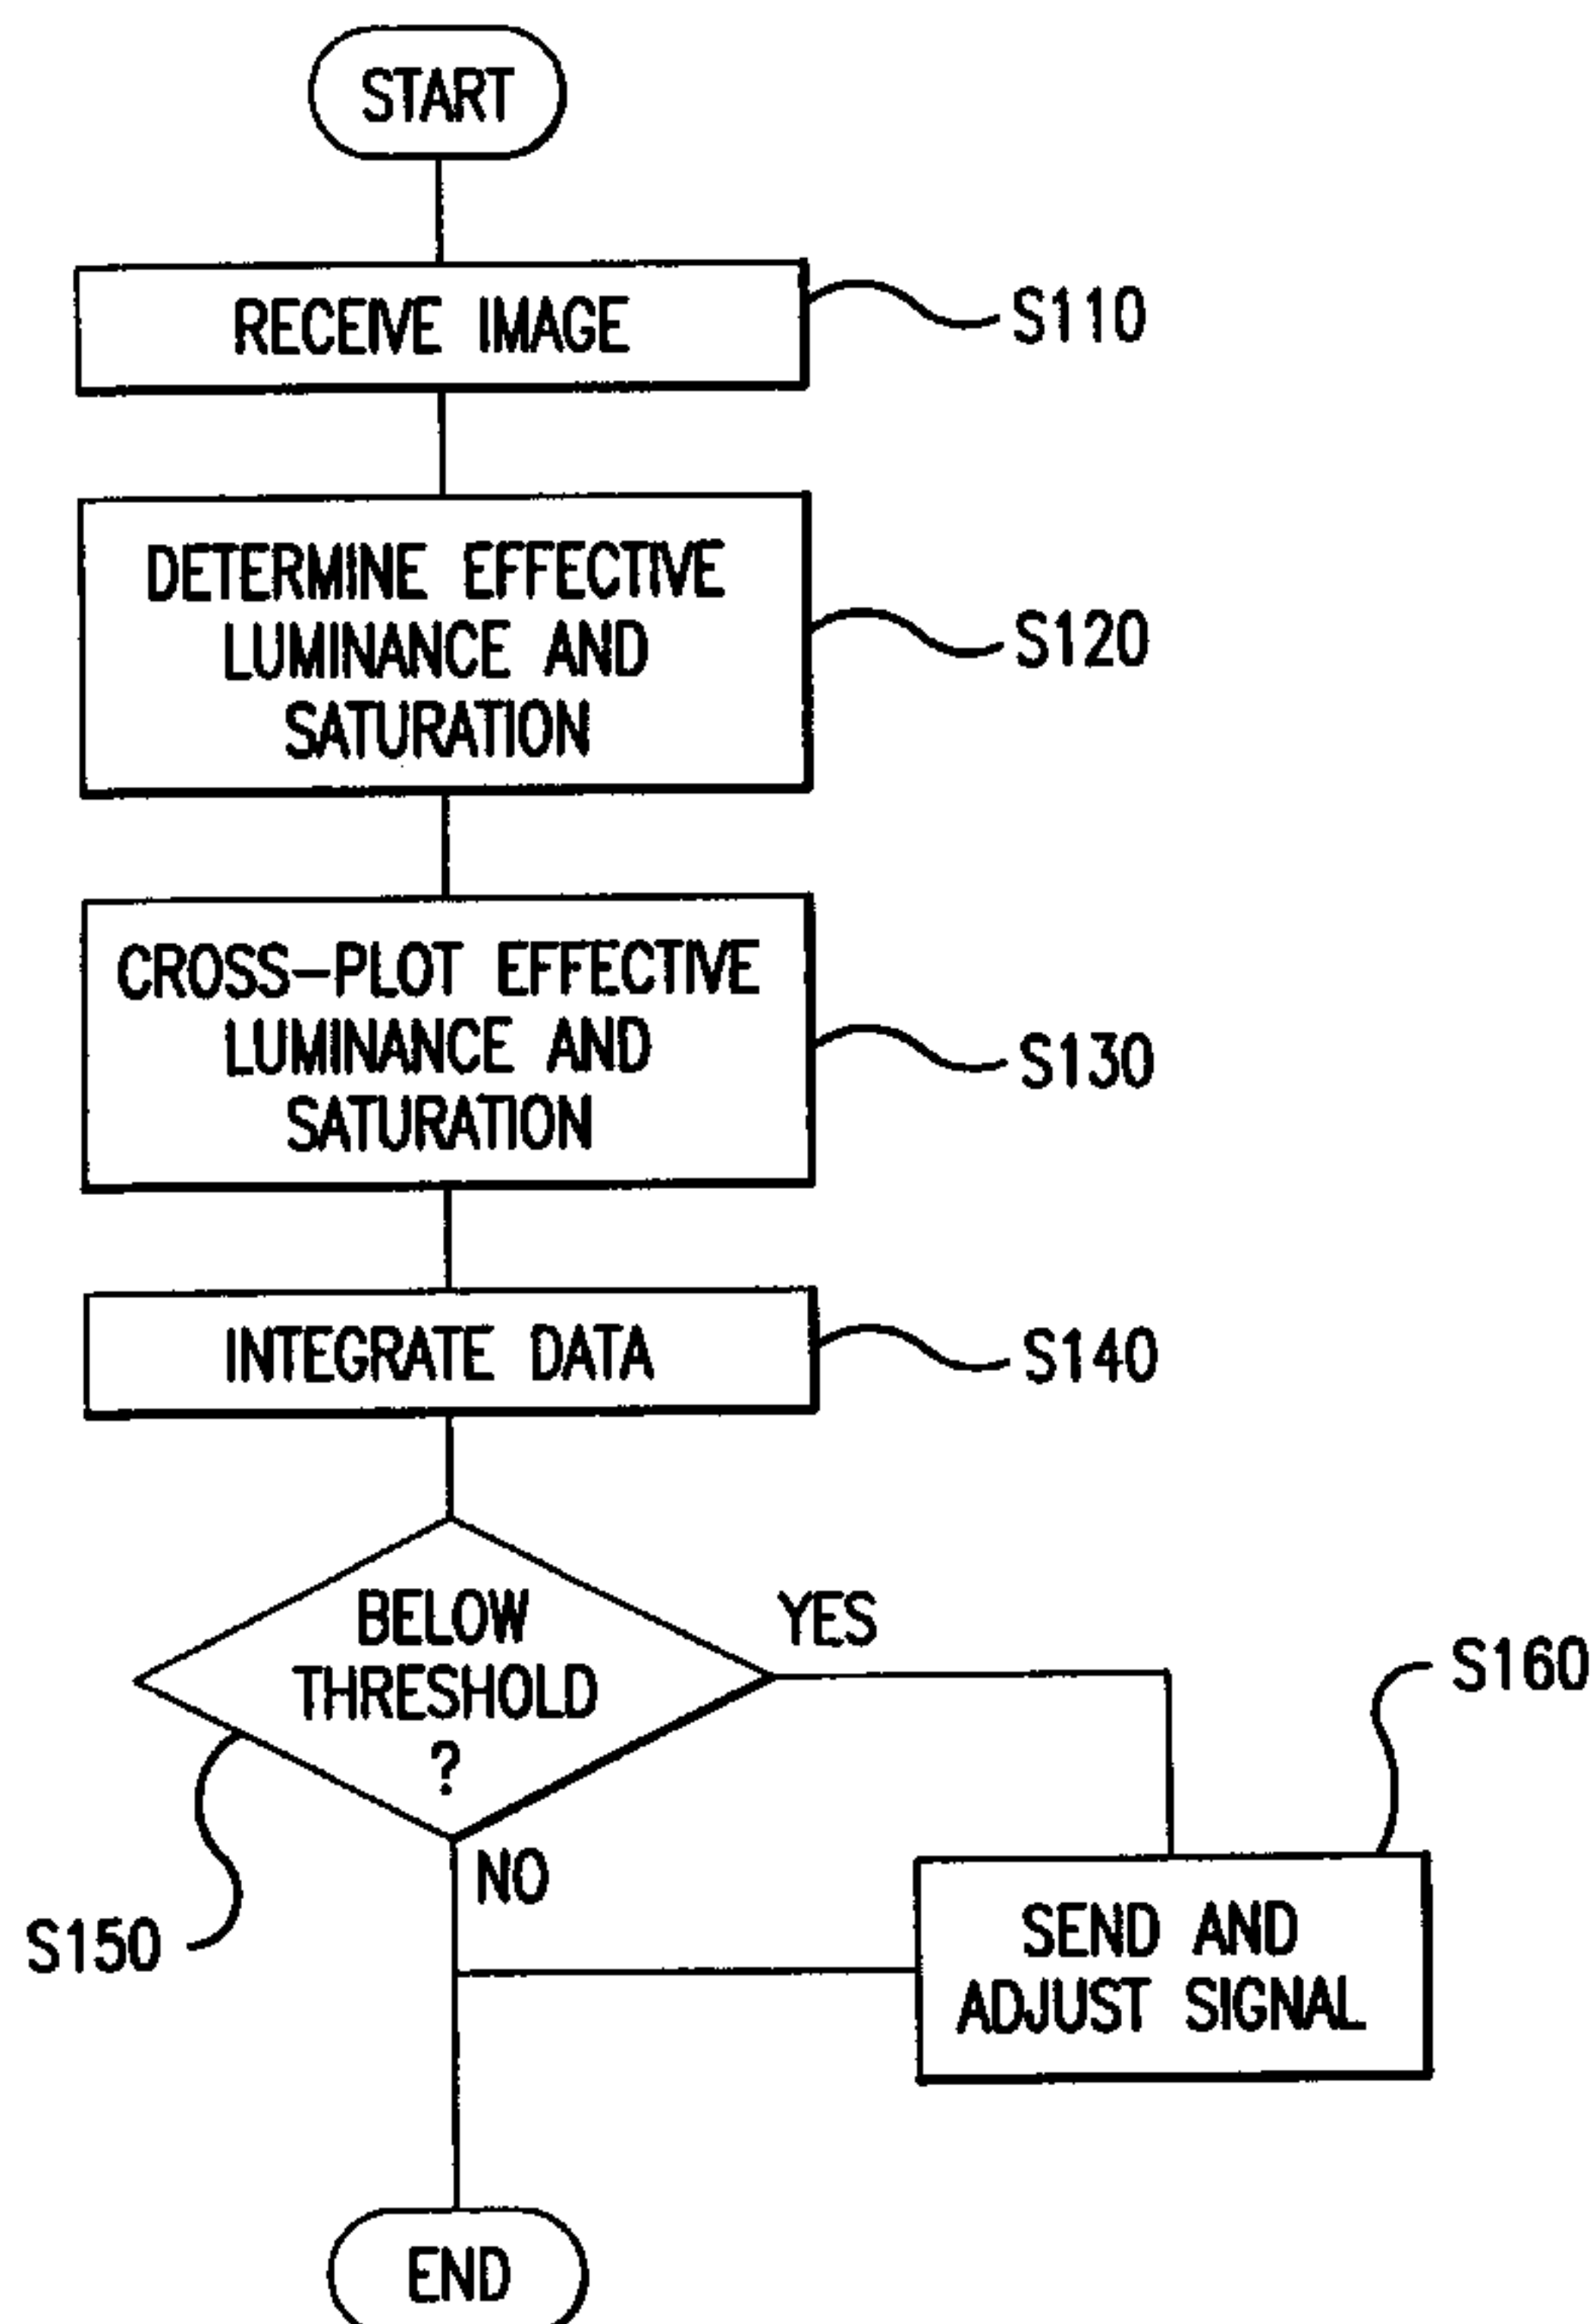 START
RECEIVE IMAGE
S110
DETERMINE EFFECTIVE
LUMINANCE AND
SATURATION
S120
CROSS-PLOT EFFECTIVE
LUMINANCE AND
SATURATION
S130
INTEGRATE DATA
S140
BELOW
THRESHOLD
?
YES
S160
NO
S150
SEND AND
ADJUST SIGNAL
END